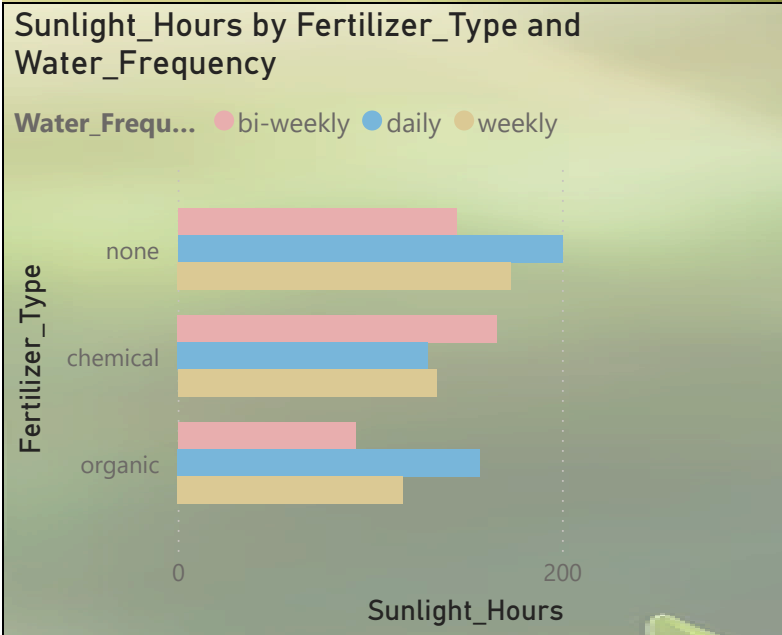 Sunlight_Hours by Fertilizer_Type and
Water_Frequency
Water_Frequ... bi-weekly daily weekly
Fertilizer_Type
none
chemical
organic
0 200
Sunlight_Hours